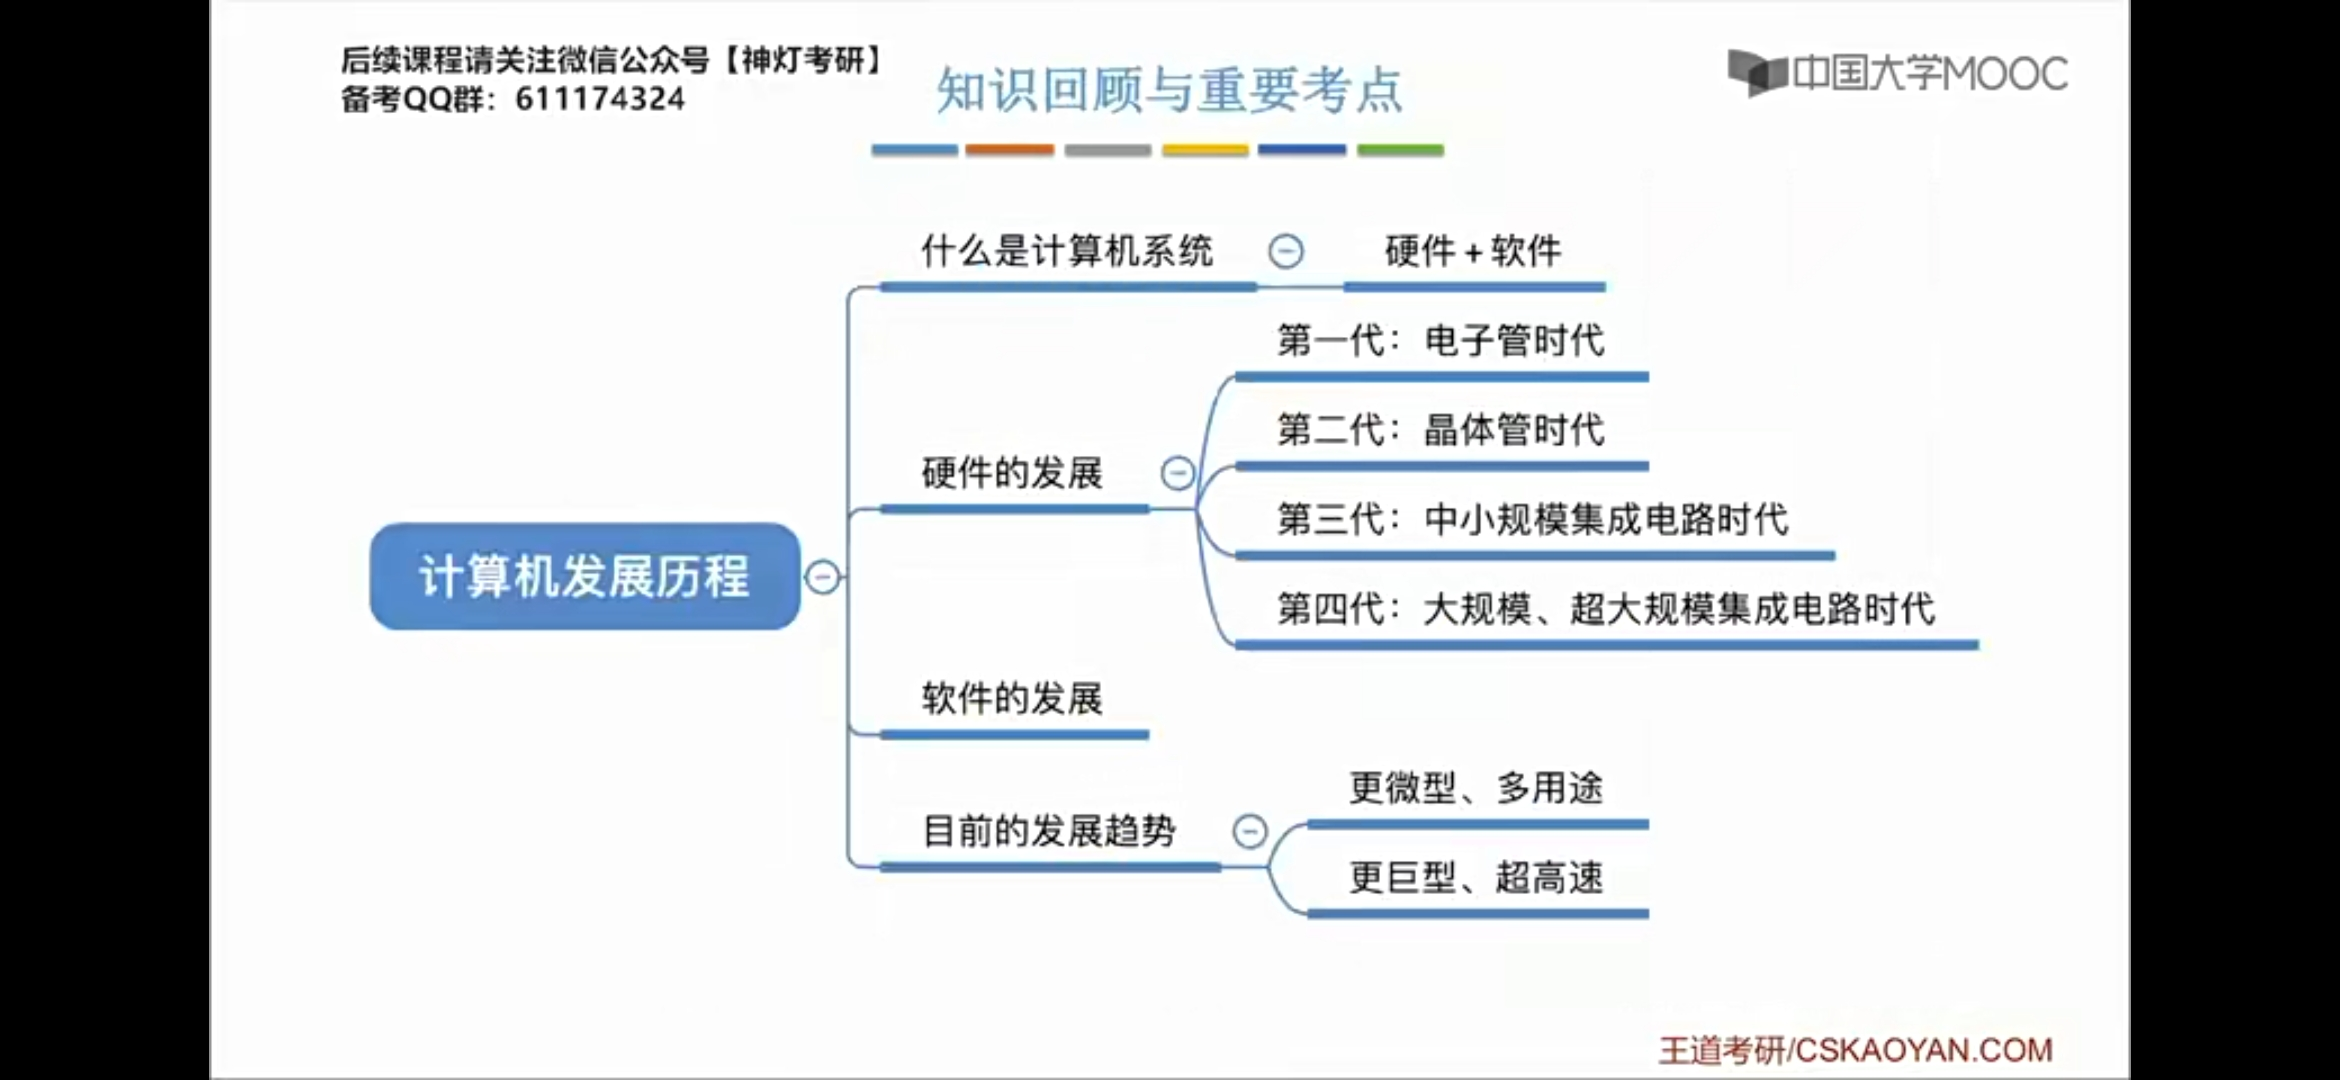 后续课程请关注微信公众号【神灯考研】
备考QQ群：611174324
知识回顾与重要考点
中国大学MOOC
什么是计算机系统
硬件+软件
第一代：电子管时代
第二代：晶体管时代
硬件的发展
第三代：中小规模集成电路时代
计算机发展历程
第四代：大规模、超大规模集成电路时代
软件的发展
更微型、多用途
目前的发展趋势
更巨型、超高速
王道考研/CSKAOYAN.COM